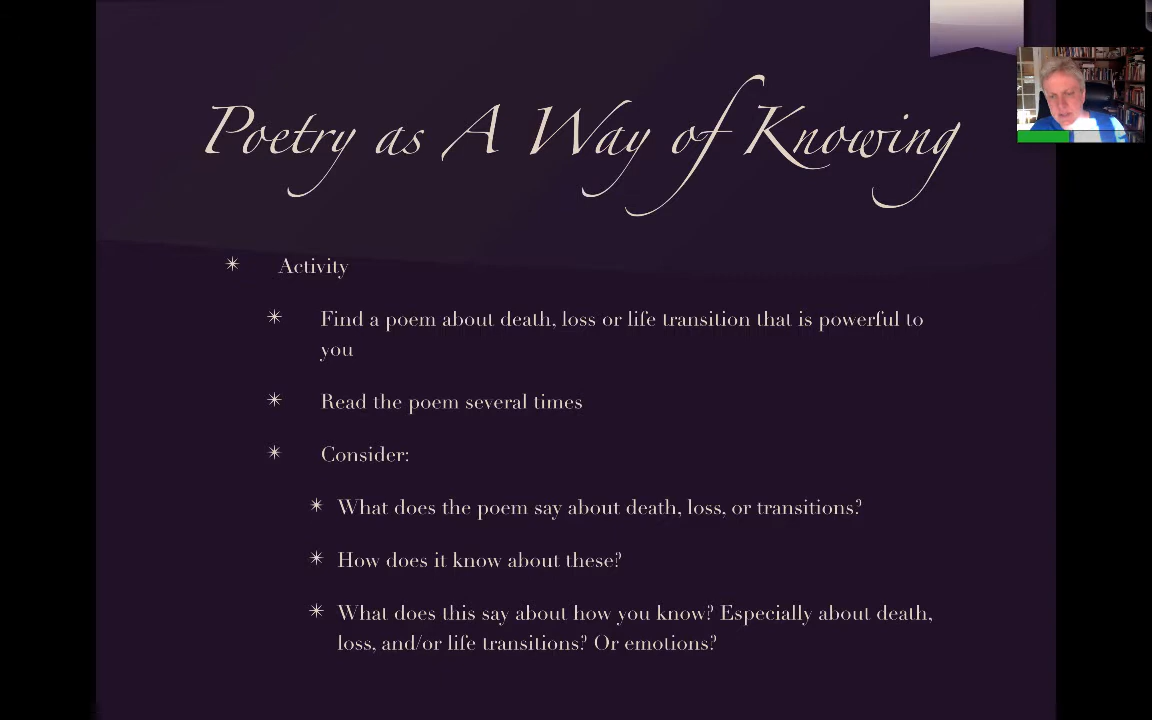 Poetry as A Way of Knowing
Activity
Find a poem about death, loss or life transition that is powerful to
you
Read the poem several times
Consider:
What does the poem say about death, loss, or transitions?
How does it know about these?
What does this say about how you know? Especially about death,
loss, and/or life transitions? Or emotions?